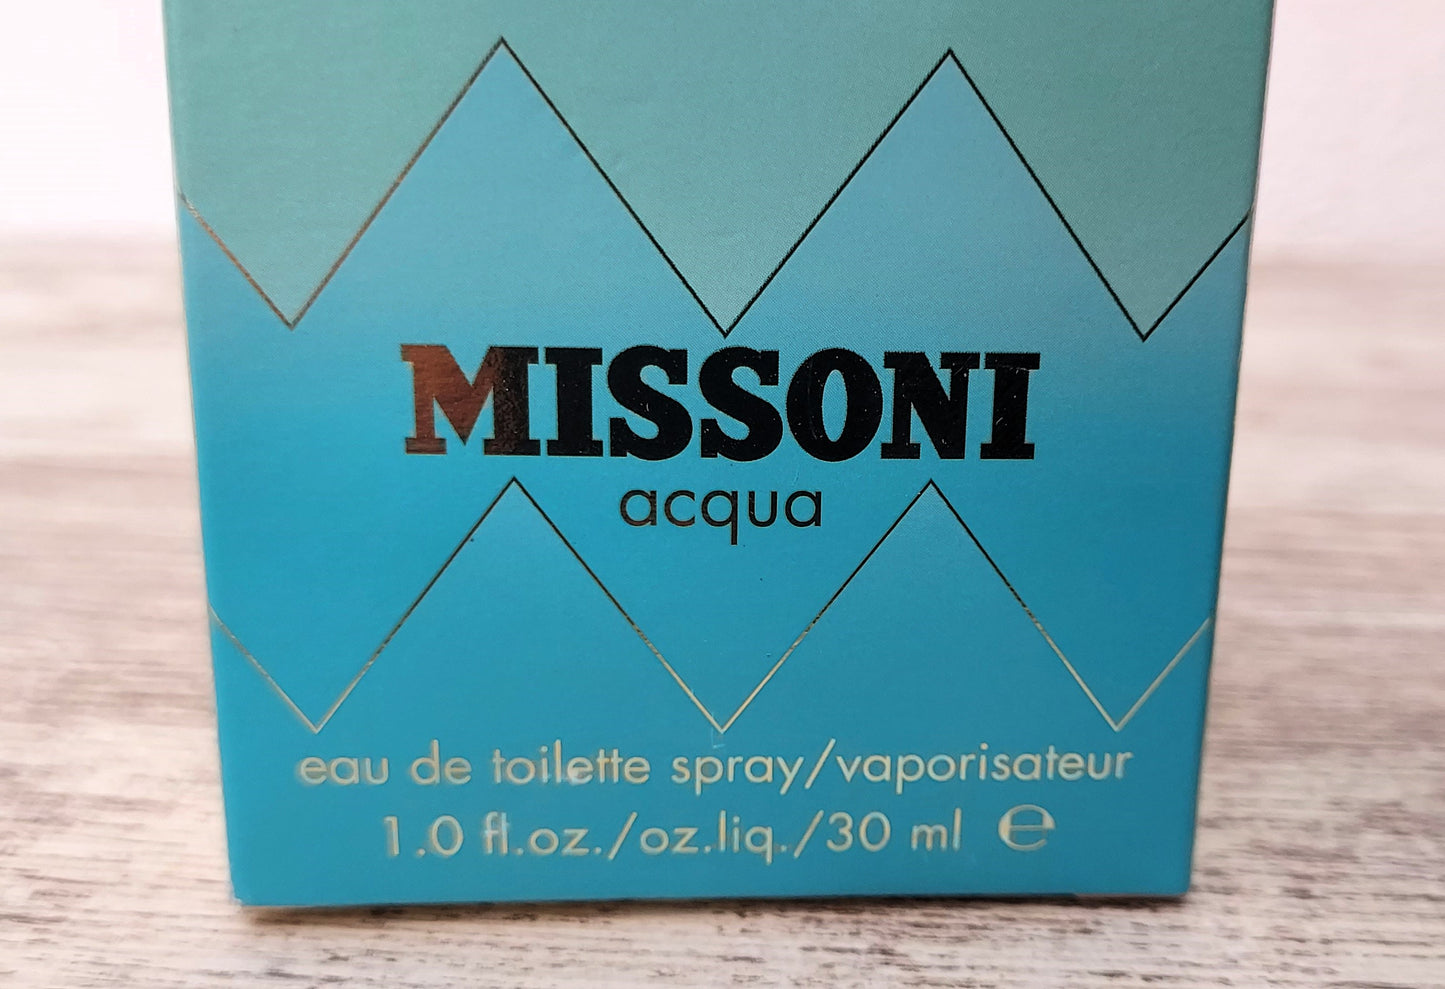 MISSONI
acqua
eau de toilette spray/vaporisateur
1.0 fl.oz./oz.liq./30 ml ℮